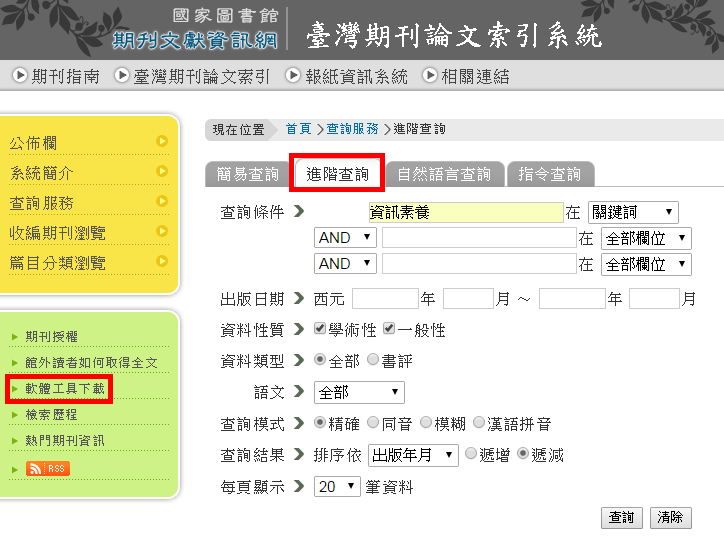 國家圖書館
期刊文獻資訊網
臺灣期刊論文索引系統
期刊指南 臺灣期刊論文索引 報紙資訊系統 相關連結
公佈欄
系統簡介
查詢服務
收編期刊瀏覽
篇目分類瀏覽
期刊授權
館外讀者如何取得全文
軟體工具下載
檢索歷程
熱門期刊資訊
RSS
現在位置 首頁 查詢服務 進階查詢
簡易查詢 進階查詢 自然語言查詢 指令查詢
查詢條件 資訊素養 在 關鍵詞
AND 在 全部欄位
AND 在 全部欄位
出版日期 西元 年 月 ~ 年 月
資料性質 學術性 一般性
資料類型 全部 書評
語文 全部
查詢模式 精確 同音 模糊 漢語拼音
查詢結果 排序依 出版年月 遞增 遞減
每頁顯示 20 筆資料
查詢 清除